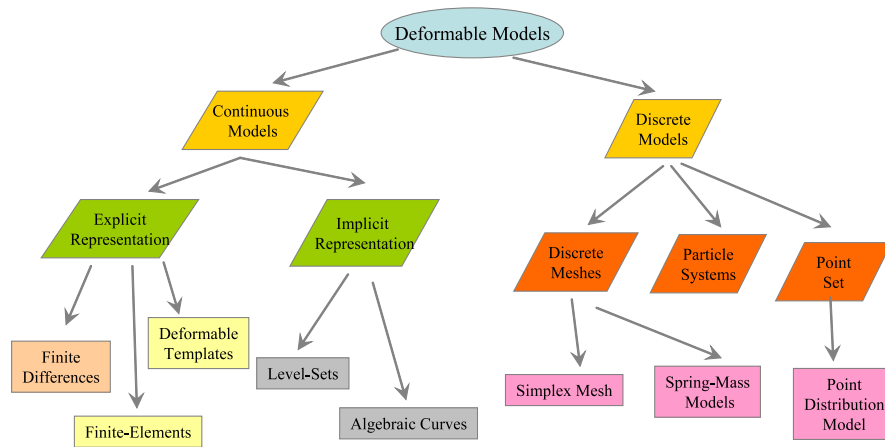 Deformable Models
Continuous
Models
Discrete
Models
Explicit
Representation
Implicit
Representation
Discrete
Meshes
Particle
Systems
Point
Set
Finite
Differences
Deformable
Templates
Finite-Elements
Level-Sets
Algebraic Curves
Simplex Mesh
Spring-Mass
Models
Point
Distribution
Model